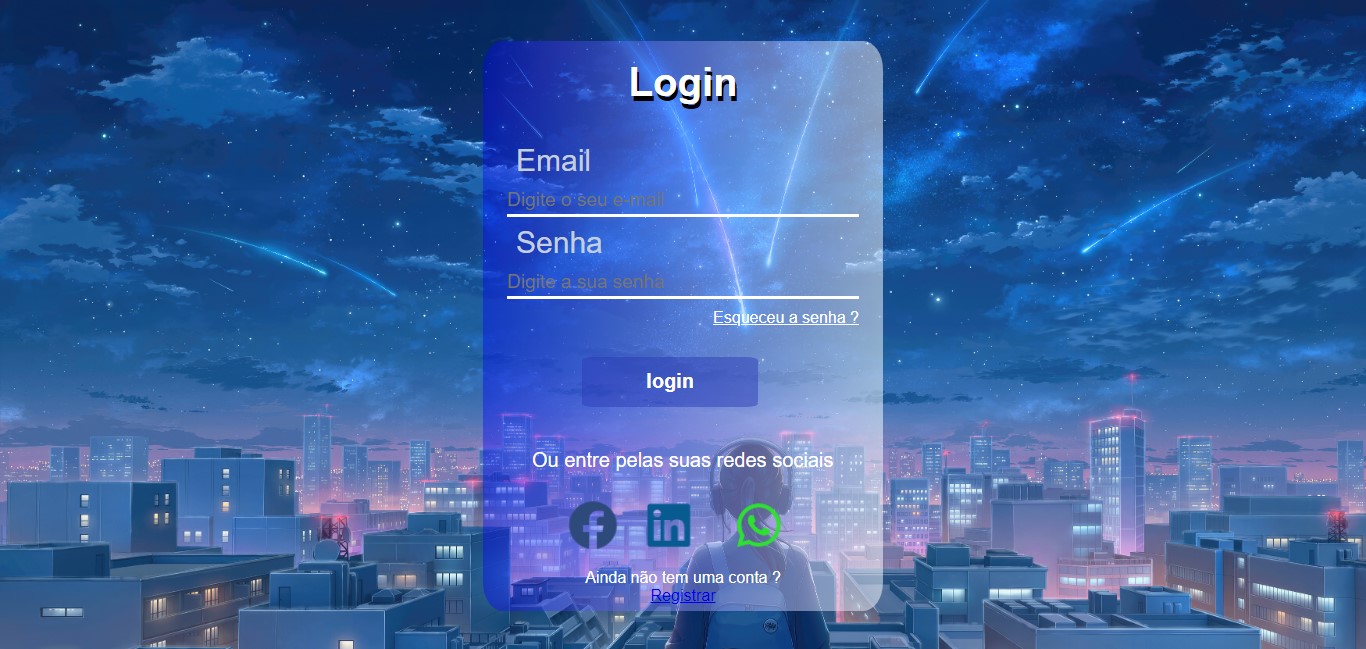 Login
Email
Digite o seu e-mail
Senha
Digite a sua senha
Esqueceu a senha ?
login
Ou entre pelas suas redes sociais
f in
Ainda não tem uma conta ?
Registrar